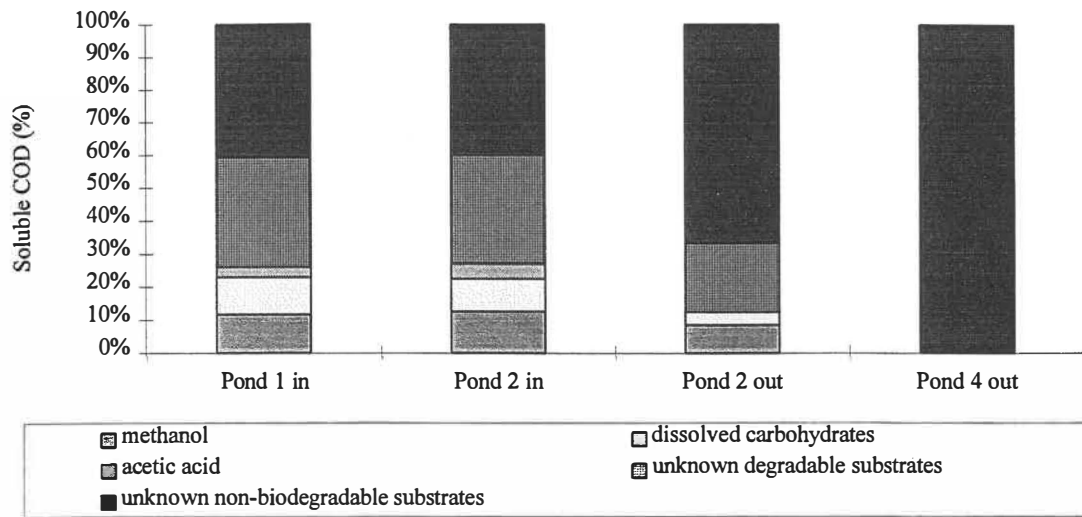 100%
90%
80%
70%
60%
50%
40%
30%
20%
10%
0%
Soluble COD (%)
Pond 1 in Pond 2 in Pond 2 out Pond 4 out
methanol dissolved carbohydrates
acetic acid unknown degradable substrates
unknown non-biodegradable substrates